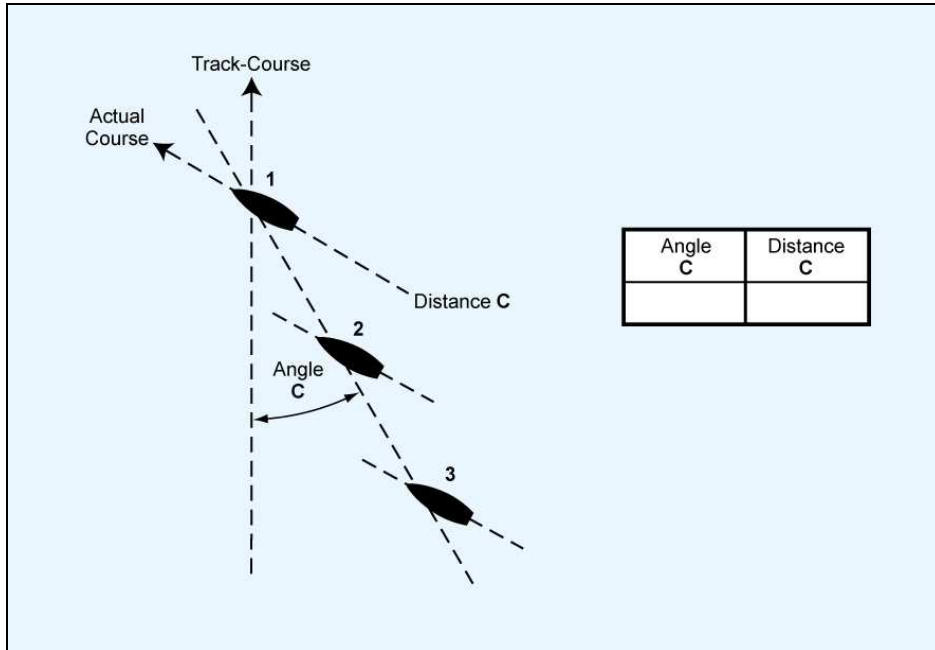 Track-Course
Actual
Course
1
Distance C
2
Angle
C
3
Angle
C
Distance
C